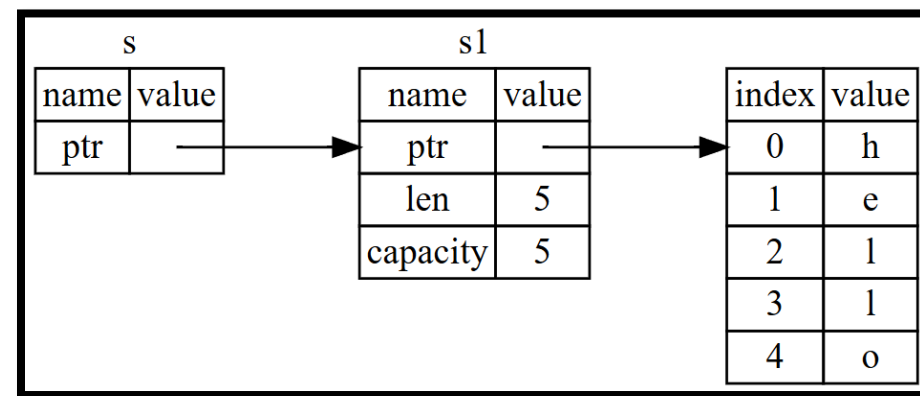 s
name value
ptr
s1
name value
ptr
len 5
capacity 5
index value
0 h
1 e
2 l
3 l
4 o